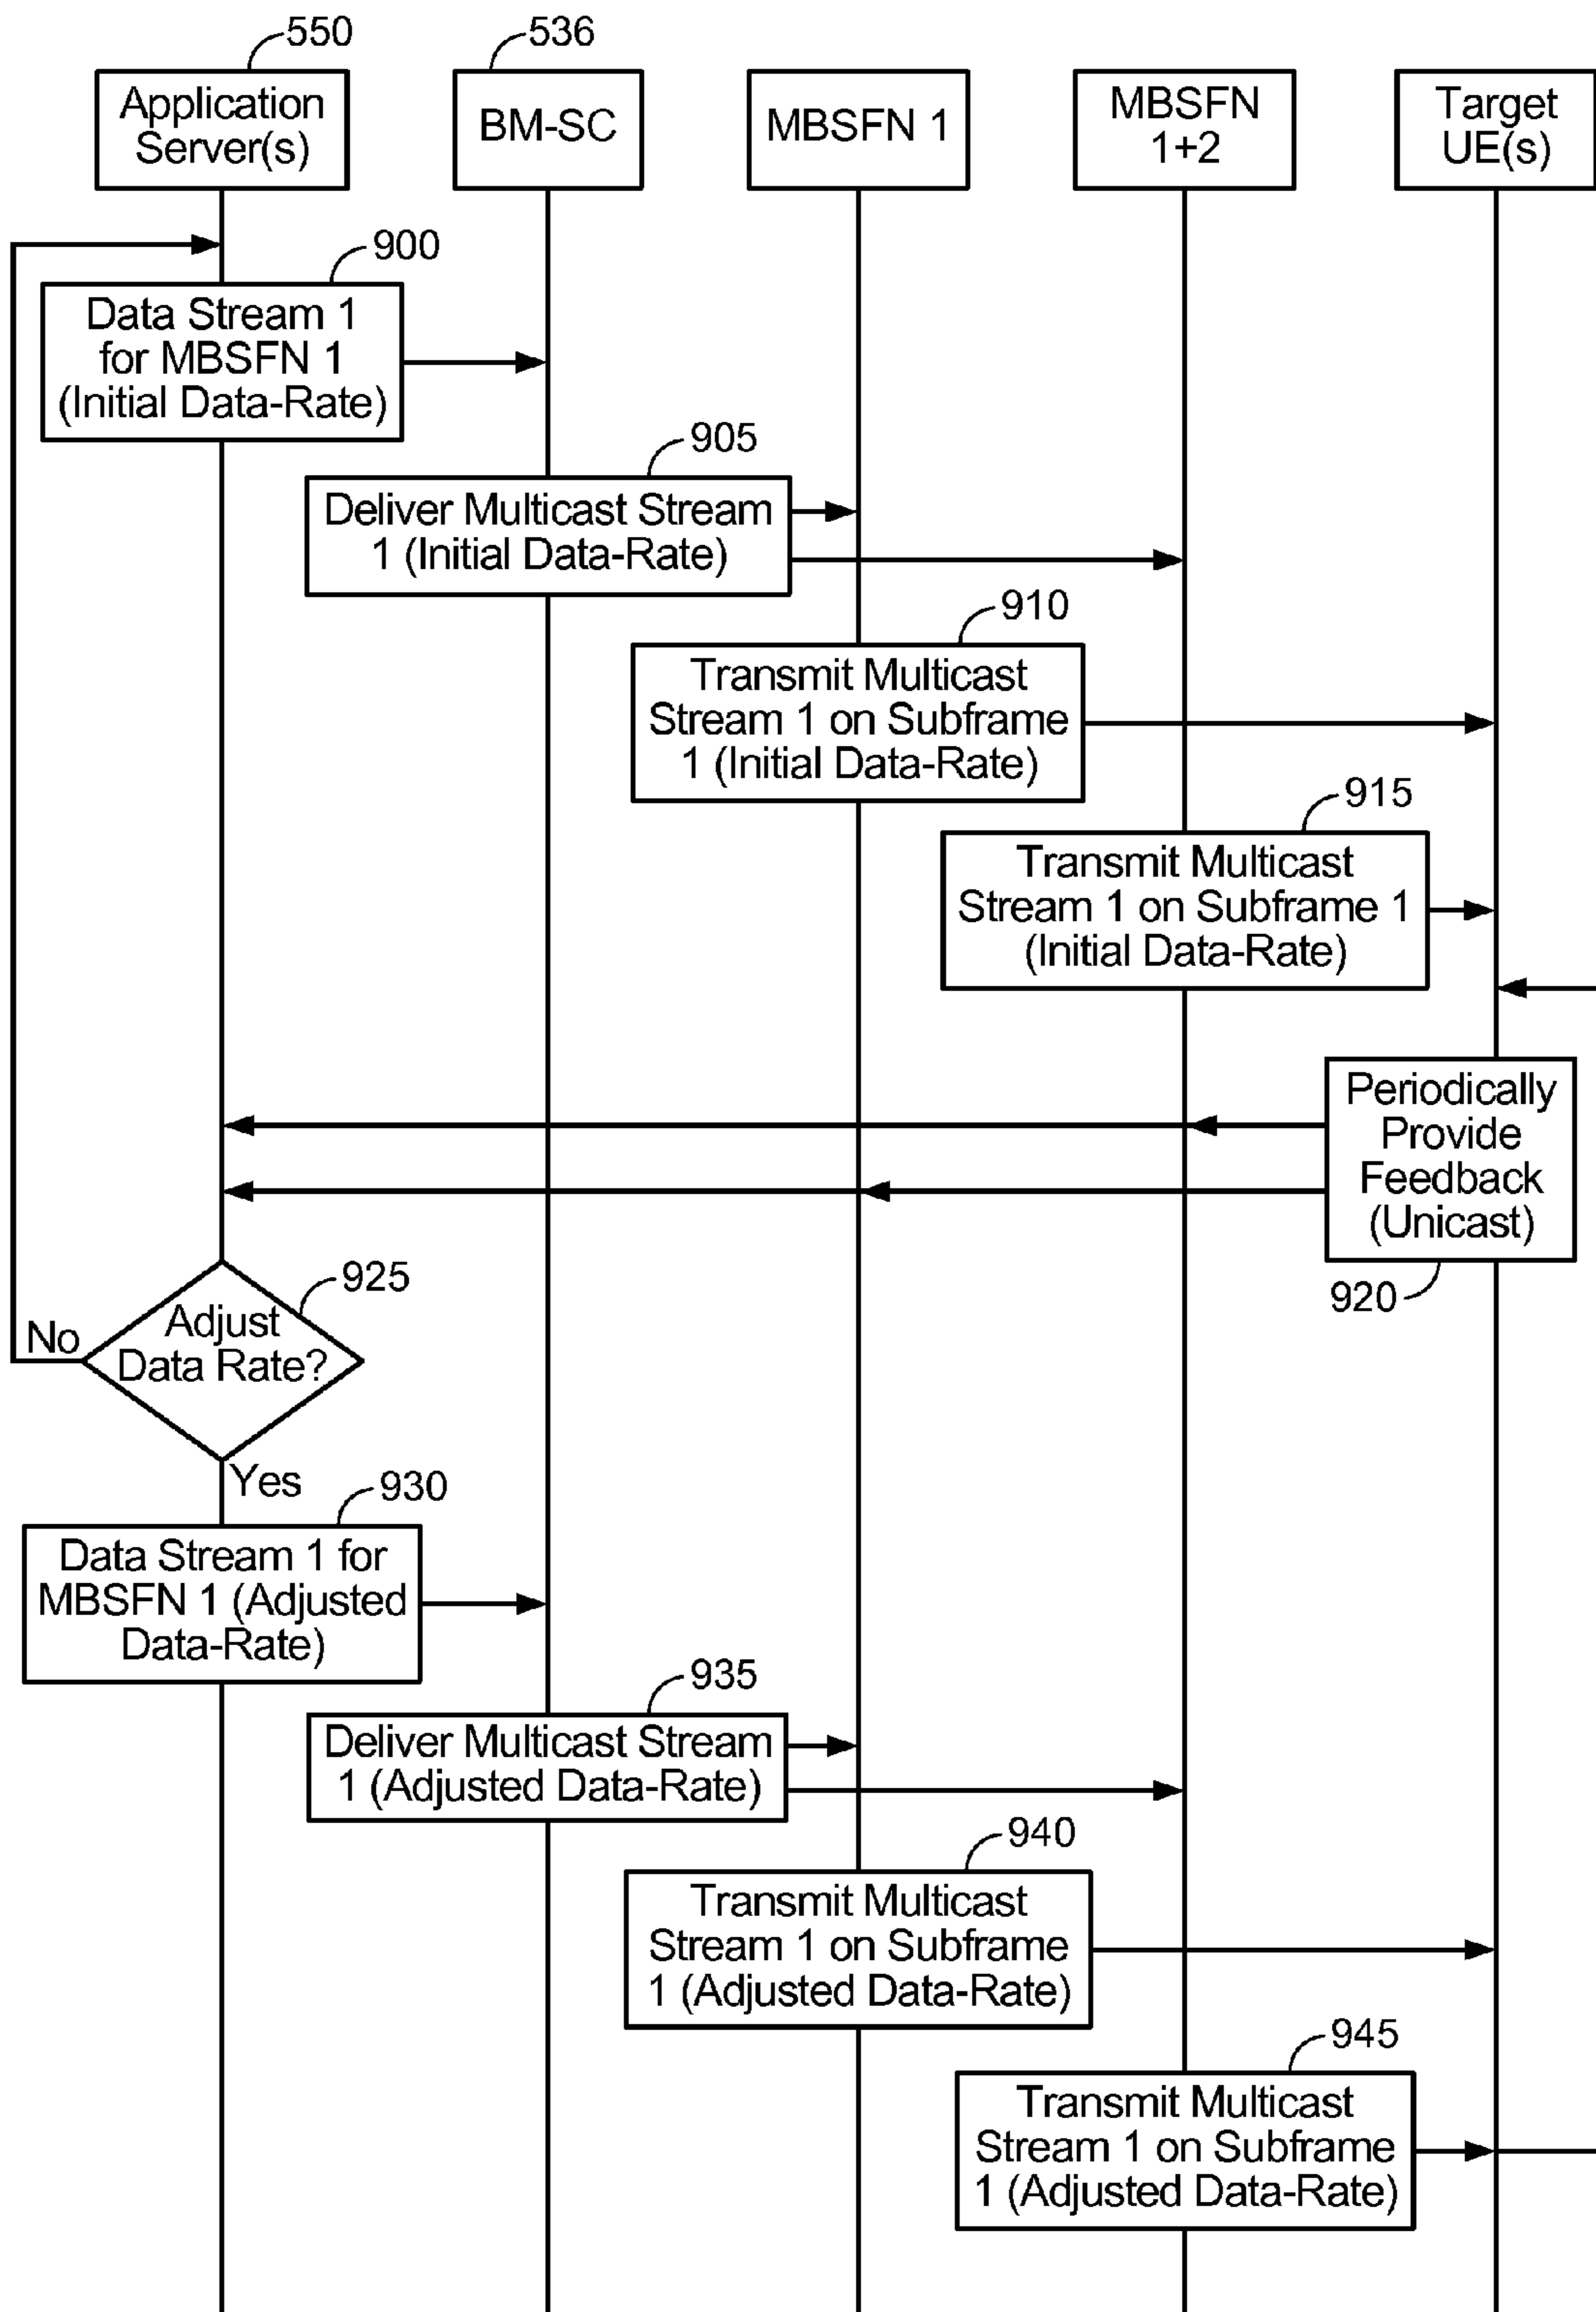 550
536
Application
Server(s)
BM-SC
MBSFN 1
MBSFN
1+2
Target
UE(s)
900
Data Stream 1
for MBSFN 1
(Initial Data-Rate)
905
Deliver Multicast Stream
1 (Initial Data-Rate)
910
Transmit Multicast
Stream 1 on Subframe
1 (Initial Data-Rate)
915
Transmit Multicast
Stream 1 on Subframe 1
(Initial Data-Rate)
Periodically
Provide
Feedback
(Unicast)
920
925
Adjust
Data Rate?
No
Yes
930
Data Stream 1 for
MBSFN 1 (Adjusted
Data-Rate)
935
Deliver Multicast Stream
1 (Adjusted Data-Rate)
940
Transmit Multicast
Stream 1 on Subframe
1 (Adjusted Data-Rate)
945
Transmit Multicast
Stream 1 on Subframe
1 (Adjusted Data-Rate)